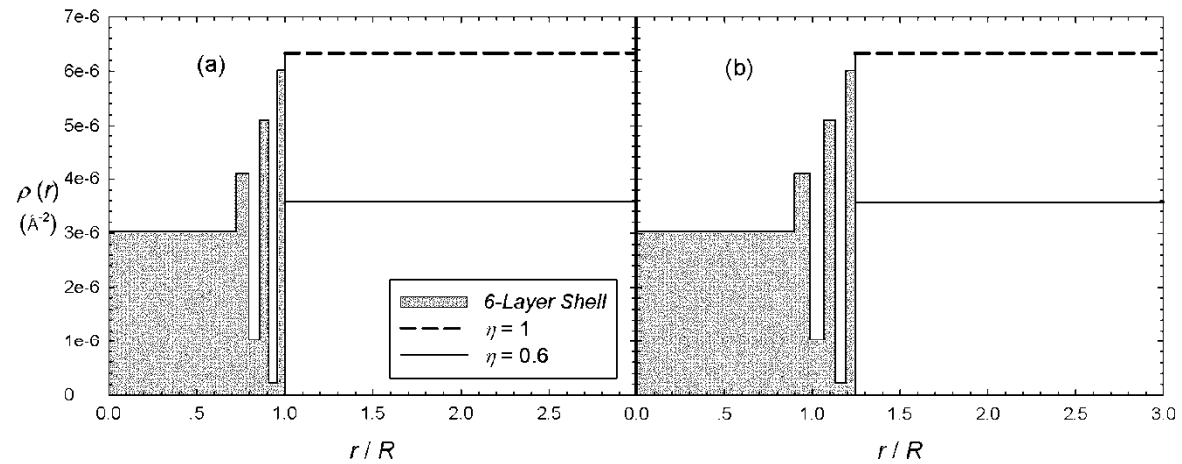 7e-6
(a)
(b)
6e-6
5e-6
4e-6
ρ (r)
(Å-2)
3e-6
2e-6
6-Layer Shell
η = 1
1e-6
η = 0.6
0
0.0 .5 1.0 1.5 2.0 2.5 0.0 .5 1.0 1.5 2.0 2.5 3.0
r / R r / R